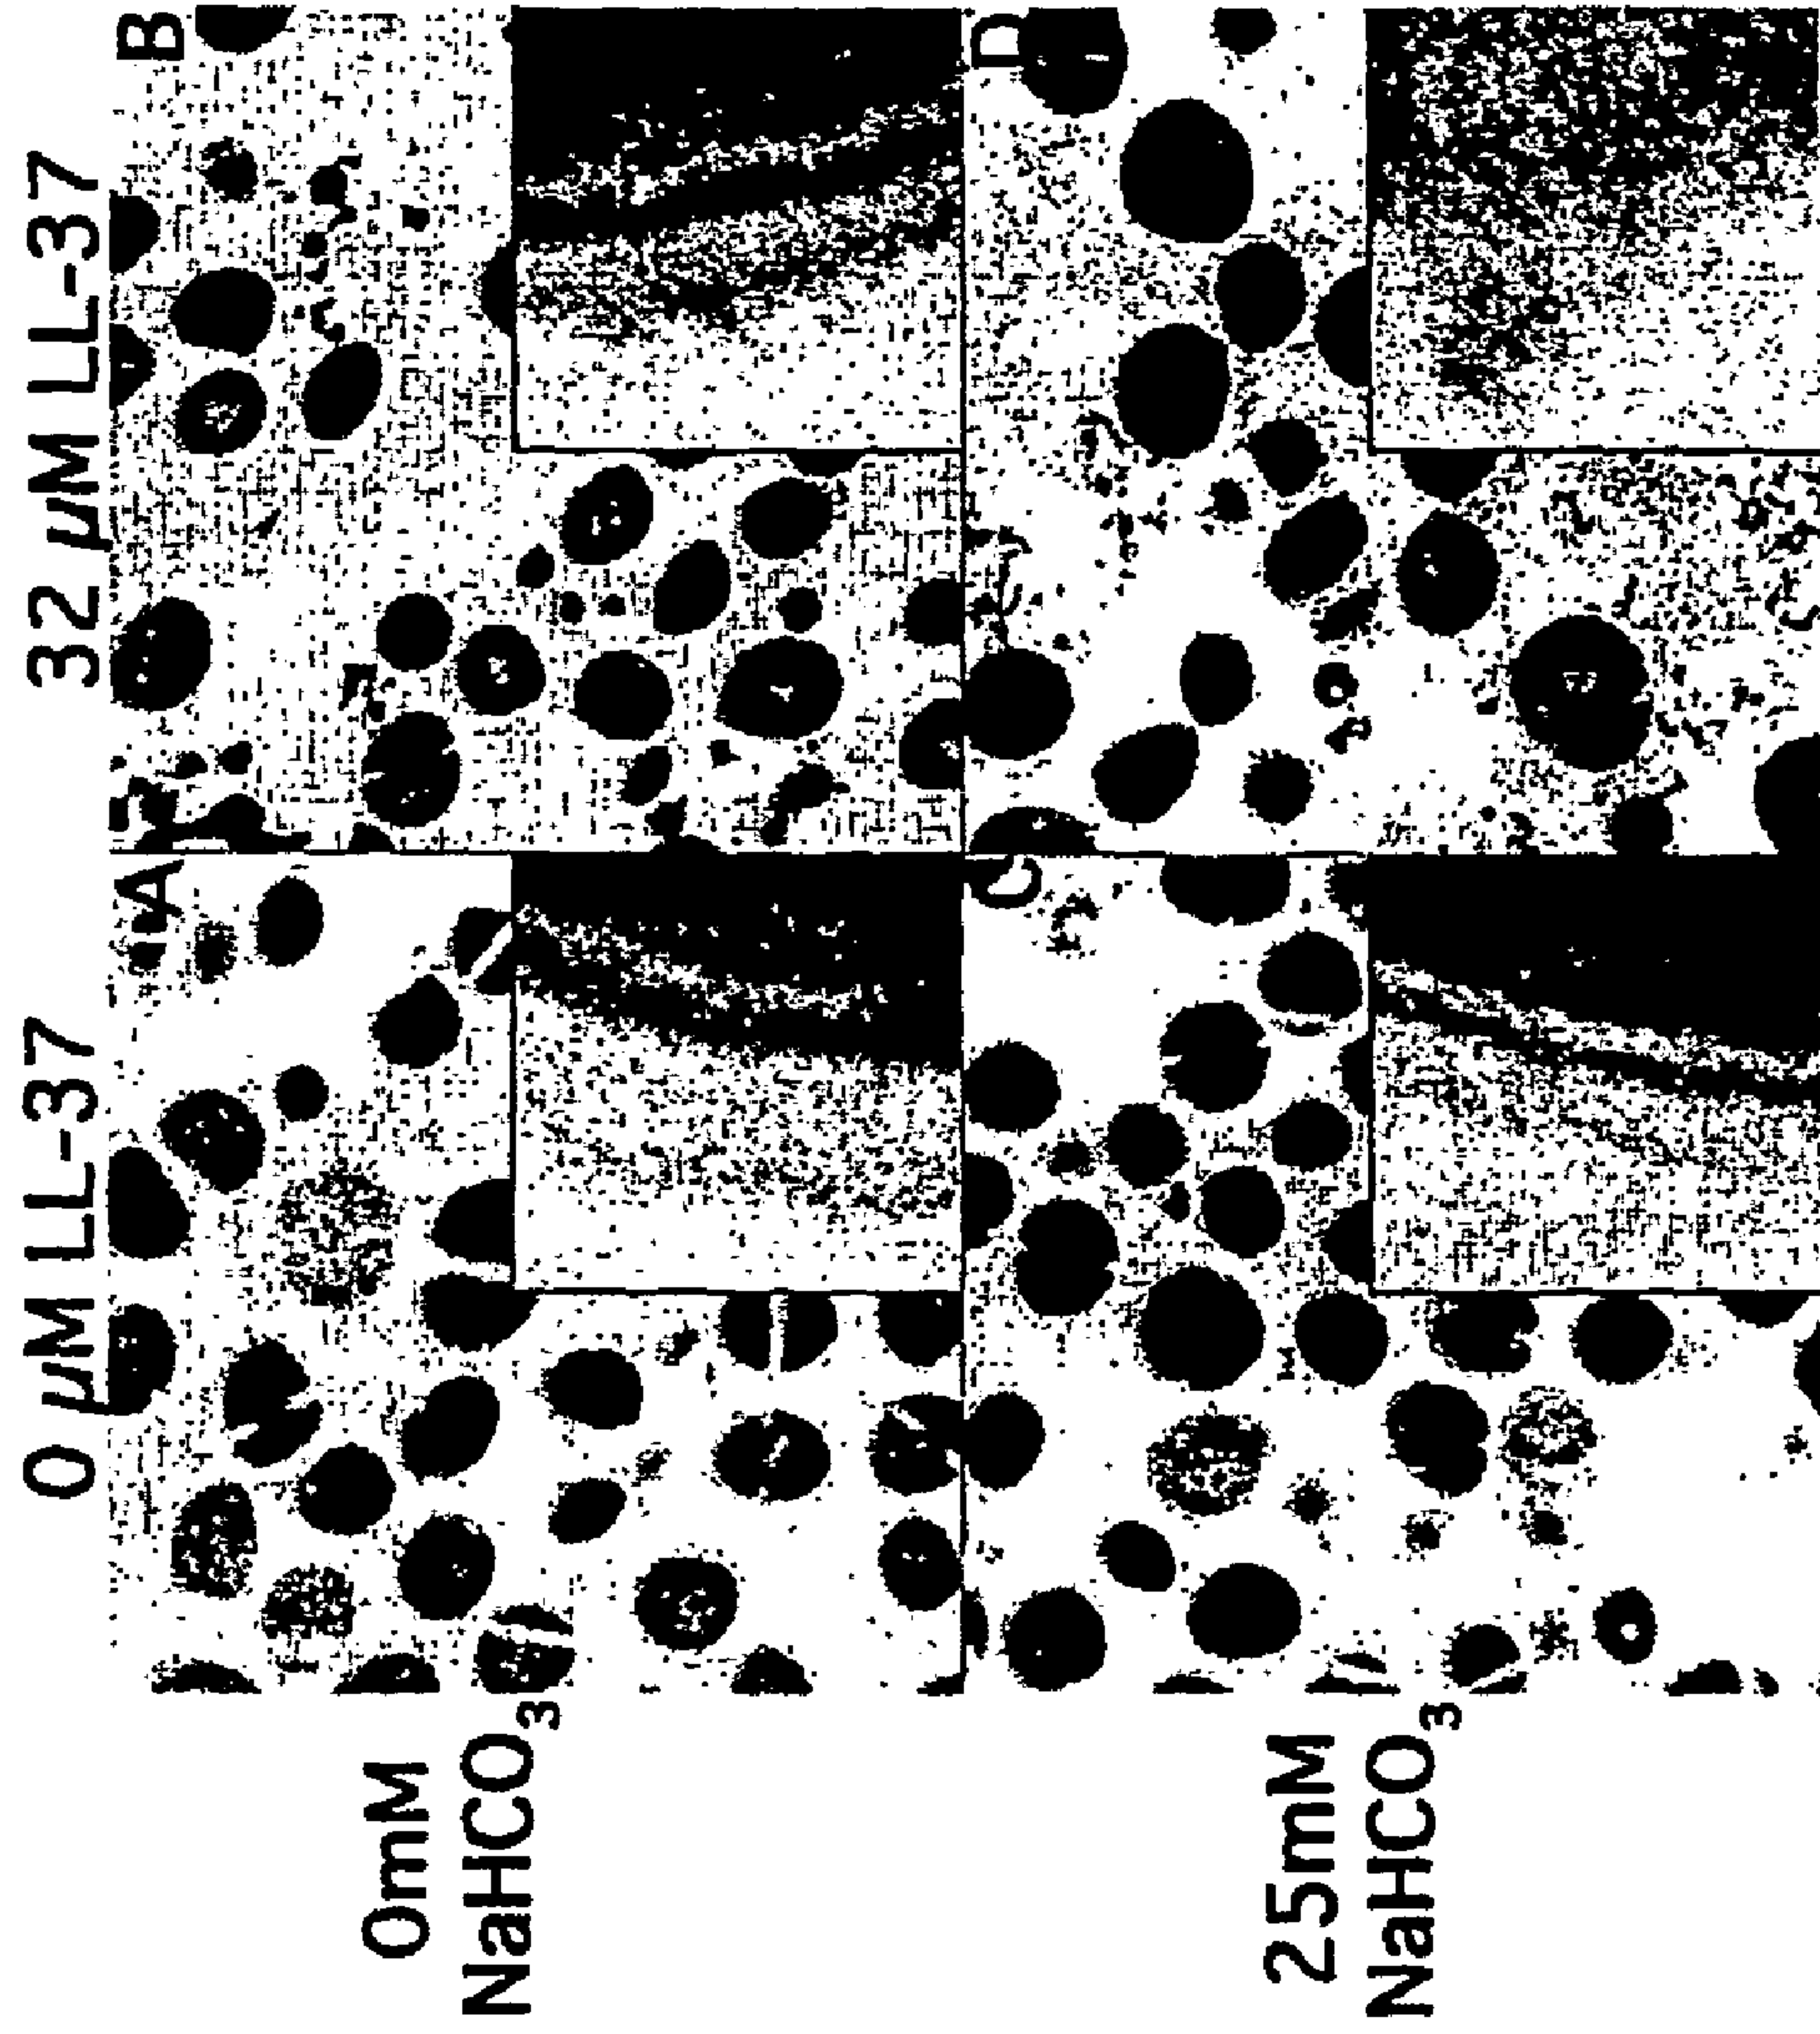 0 µM LL-37
32 µM LL-37
0mM
NaHCO₃
A
B
25mM
NaHCO₃
C
D